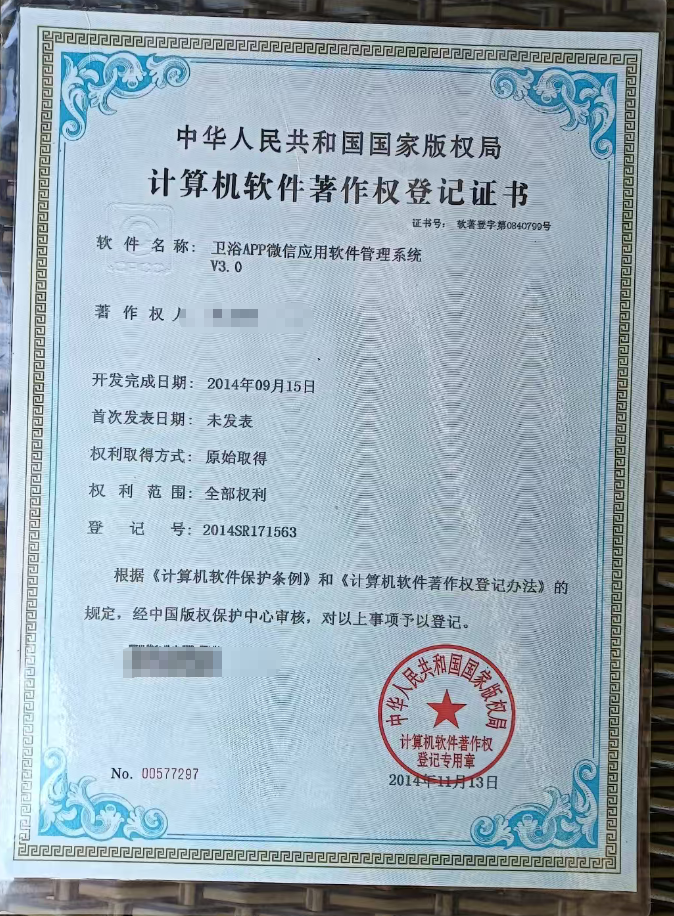 中华人民共和国国家版权局
计算机软件著作权登记证书
证书号: 软著登字第0840799号
软件名称: 卫浴APP微信应用软件管理系统
V3.0
著作权人
开发完成日期: 2014年09月15日
首次发表日期: 未发表
权利取得方式: 原始取得
权利范围: 全部权利
登记号: 2014SR171563
根据《计算机软件保护条例》和《计算机软件著作权登记办法》的
规定，经中国版权保护中心审核，对以上事项予以登记。
中华人民共和国国家版权局
计算机软件著作权
登记专用章
No. 00577297
2014年11月13日